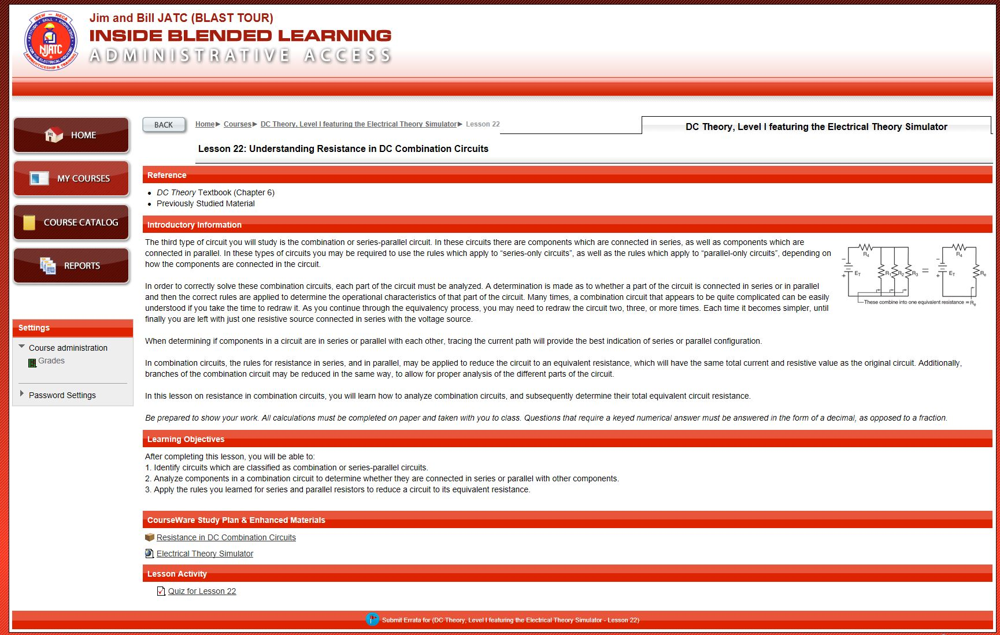 IBEW – NECA
ATTITUDE • SKILL • KNOWLEDGE
NJATC
FOR THE ELECTRICAL INDUSTRY
APPRENTICESHIP & TRAINING
Jim and Bill JATC (BLAST TOUR)
INSIDE BLENDED LEARNING
ADMINISTRATIVE ACCESS
HOME
MY COURSES
COURSE CATALOG
REPORTS
Settings
Course administration
Grades
Password Settings
BACK
Home▶ Courses▶ DC Theory, Level I featuring the Electrical Theory Simulator▶ Lesson 22
DC Theory, Level I featuring the Electrical Theory Simulator
Lesson 22: Understanding Resistance in DC Combination Circuits
Reference
• DC Theory Textbook (Chapter 6)
• Previously Studied Material
Introductory Information
The third type of circuit you will study is the combination or series-parallel circuit. In these circuits there are components which are connected in series, as well as components which are
connected in parallel. In these types of circuits you may be required to use the rules which apply to “series-only circuits”, as well as the rules which apply to “parallel-only circuits”, depending on
how the components are connected in the circuit.
In order to correctly solve these combination circuits, each part of the circuit must be analyzed. A determination is made as to whether a part of the circuit is connected in series or in parallel
and then the correct rules are applied to determine the operational characteristics of that part of the circuit. Many times, a combination circuit that appears to be quite complicated can be easily
understood if you take the time to redraw it. As you continue through the equivalency process, you may need to redraw the circuit two, three, or more times. Each time it becomes simpler, until
finally you are left with just one resistive source connected in series with the voltage source.
R4 R4
− ET R1 R2 R3 = − ET Re
+ +
These combine into one equivalent resistance = Re
When determining if components in a circuit are in series or parallel with each other, tracing the current path will provide the best indication of series or parallel configuration.
In combination circuits, the rules for resistance in series, and in parallel, may be applied to reduce the circuit to an equivalent resistance, which will have the same total current and resistive value as the original circuit. Additionally,
branches of the combination circuit may be reduced in the same way, to allow for proper analysis of the different parts of the circuit.
In this lesson on resistance in combination circuits, you will learn how to analyze combination circuits, and subsequently determine their total equivalent circuit resistance.
Be prepared to show your work. All calculations must be completed on paper and taken with you to class. Questions that require a keyed numerical answer must be answered in the form of a decimal, as opposed to a fraction.
Learning Objectives
After completing this lesson, you will be able to:
1. Identify circuits which are classified as combination or series-parallel circuits.
2. Analyze components in a combination circuit to determine whether they are connected in series or parallel with other components.
3. Apply the rules you learned for series and parallel resistors to reduce a circuit to its equivalent resistance.
CourseWare Study Plan & Enhanced Materials
Resistance in DC Combination Circuits
Electrical Theory Simulator
Lesson Activity
Quiz for Lesson 22
Submit Errata for (DC Theory, Level I featuring the Electrical Theory Simulator - Lesson 22)